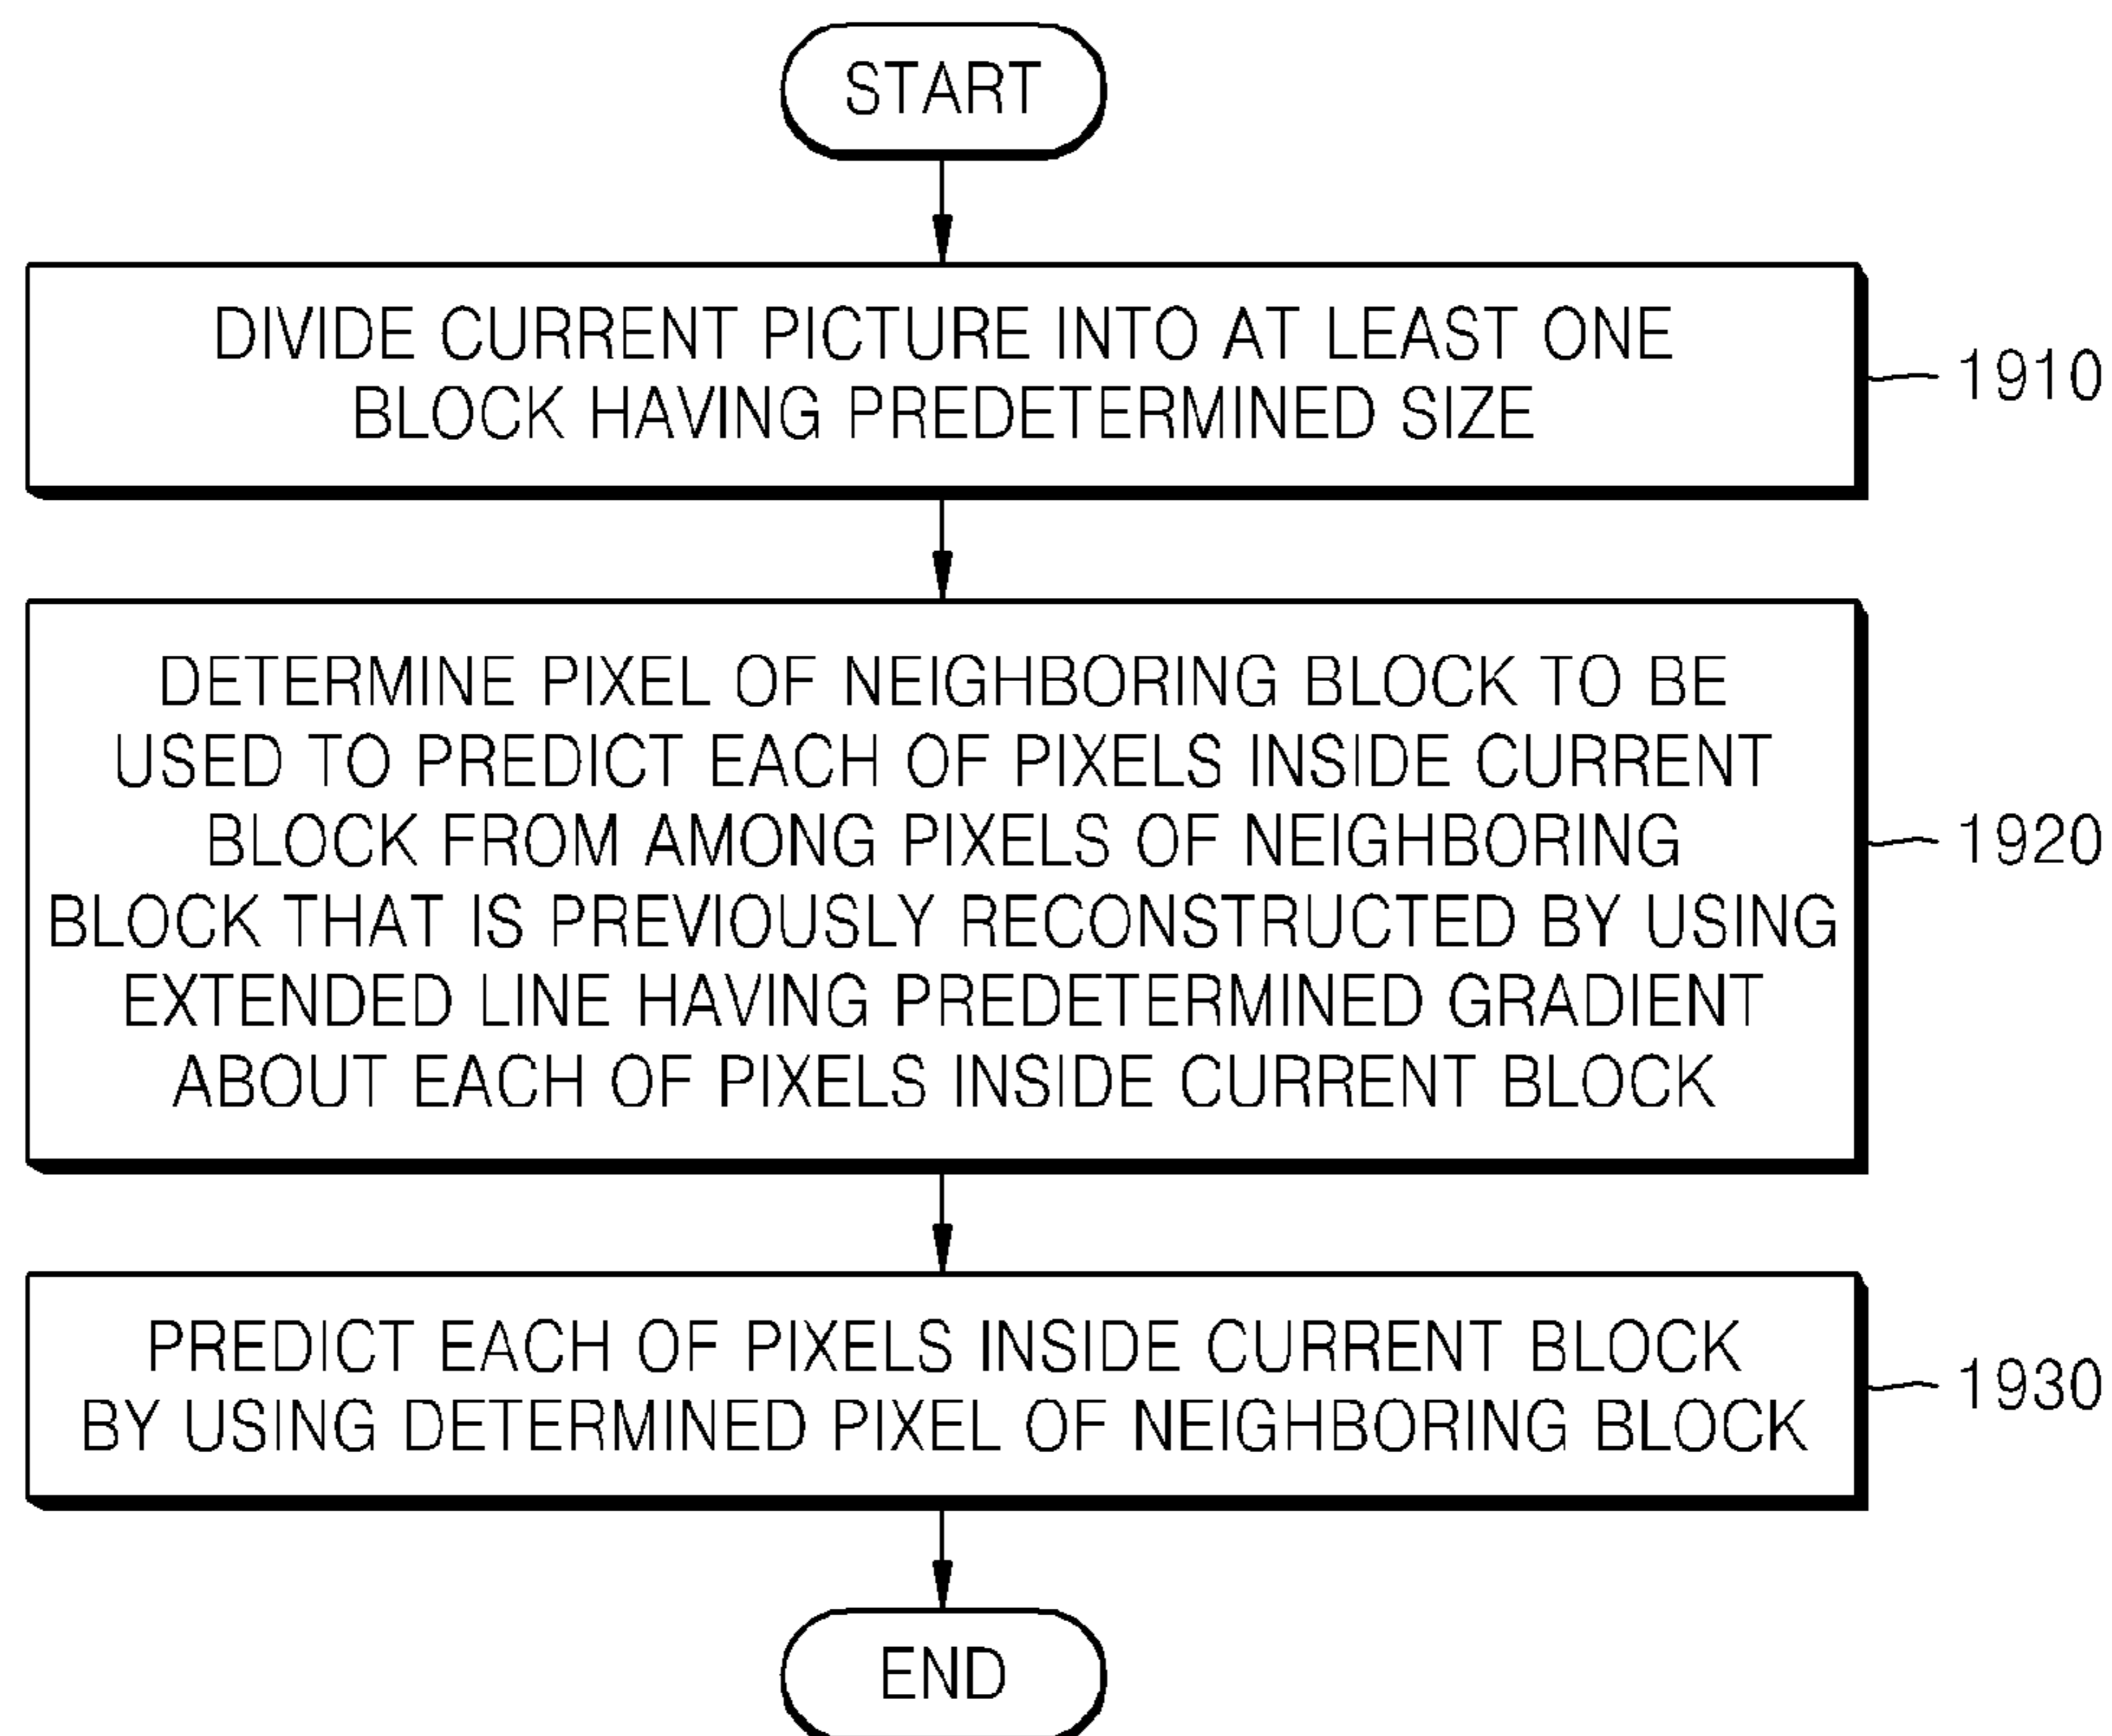 START
DIVIDE CURRENT PICTURE INTO AT LEAST ONE
BLOCK HAVING PREDETERMINED SIZE
1910
DETERMINE PIXEL OF NEIGHBORING BLOCK TO BE
USED TO PREDICT EACH OF PIXELS INSIDE CURRENT
BLOCK FROM AMONG PIXELS OF NEIGHBORING
BLOCK THAT IS PREVIOUSLY RECONSTRUCTED BY USING
EXTENDED LINE HAVING PREDETERMINED GRADIENT
ABOUT EACH OF PIXELS INSIDE CURRENT BLOCK
1920
PREDICT EACH OF PIXELS INSIDE CURRENT BLOCK
BY USING DETERMINED PIXEL OF NEIGHBORING BLOCK
1930
END